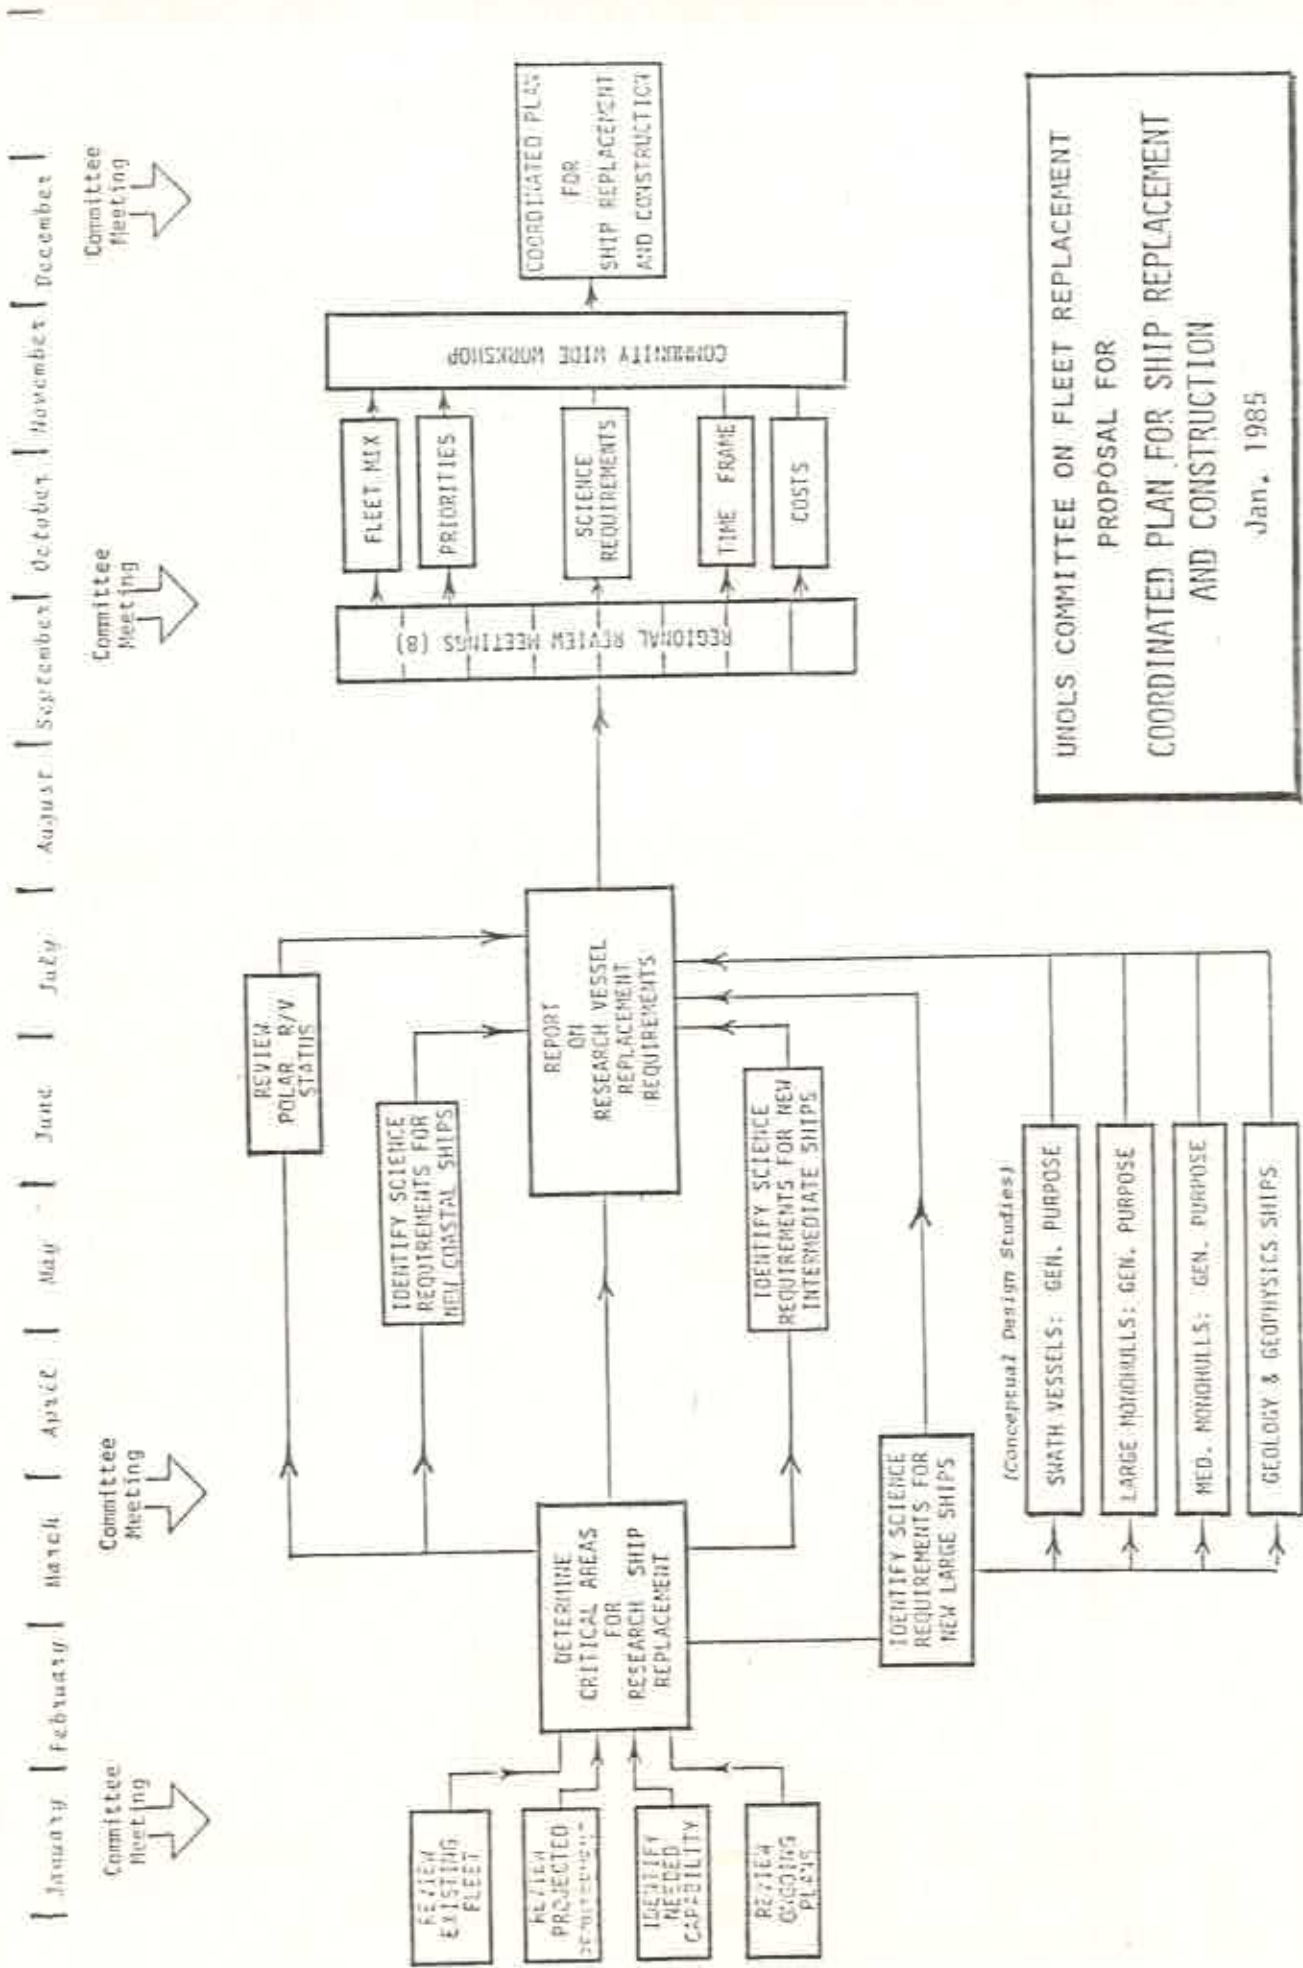 January
February
March
April
May
June
July
August
September
October
November
December
Committee
Meeting
Committee
Meeting
Committee
Meeting
Committee
Meeting
REVIEW
EXISTING
FLEET
REVIEW
PROJECTED
IDENTIFY
NEEDED
CAPABILITY
REVIEW
ONGOING
PLANS
DETERMINE
CRITICAL AREAS
FOR
RESEARCH SHIP
REPLACEMENT
REVIEW
POLAR R/V
STATUS
IDENTIFY SCIENCE
REQUIREMENTS FOR
NEW COASTAL SHIPS
REPORT
ON
RESEARCH VESSEL
REPLACEMENT
REQUIREMENTS
IDENTIFY SCIENCE
REQUIREMENTS FOR NEW
INTERMEDIATE SHIPS
IDENTIFY SCIENCE
REQUIREMENTS FOR
NEW LARGE SHIPS
(Conceptual Design Studies)
SWATH VESSELS: GEN. PURPOSE
LARGE MONOHULLS: GEN. PURPOSE
MED. MONOHULLS: GEN. PURPOSE
GEOLOGY & GEOPHYSICS SHIPS
REGIONAL REVIEW MEETINGS (8)
FLEET MIX
PRIORITIES
SCIENCE
REQUIREMENTS
TIME FRAME
COSTS
COMMUNITY WIDE WORKSHOP
COORDINATED PLAN
FOR
SHIP REPLACEMENT
AND CONSTRUCTION
UNOLS COMMITTEE ON FLEET REPLACEMENT
PROPOSAL FOR
COORDINATED PLAN FOR SHIP REPLACEMENT
AND CONSTRUCTION
Jan. 1985